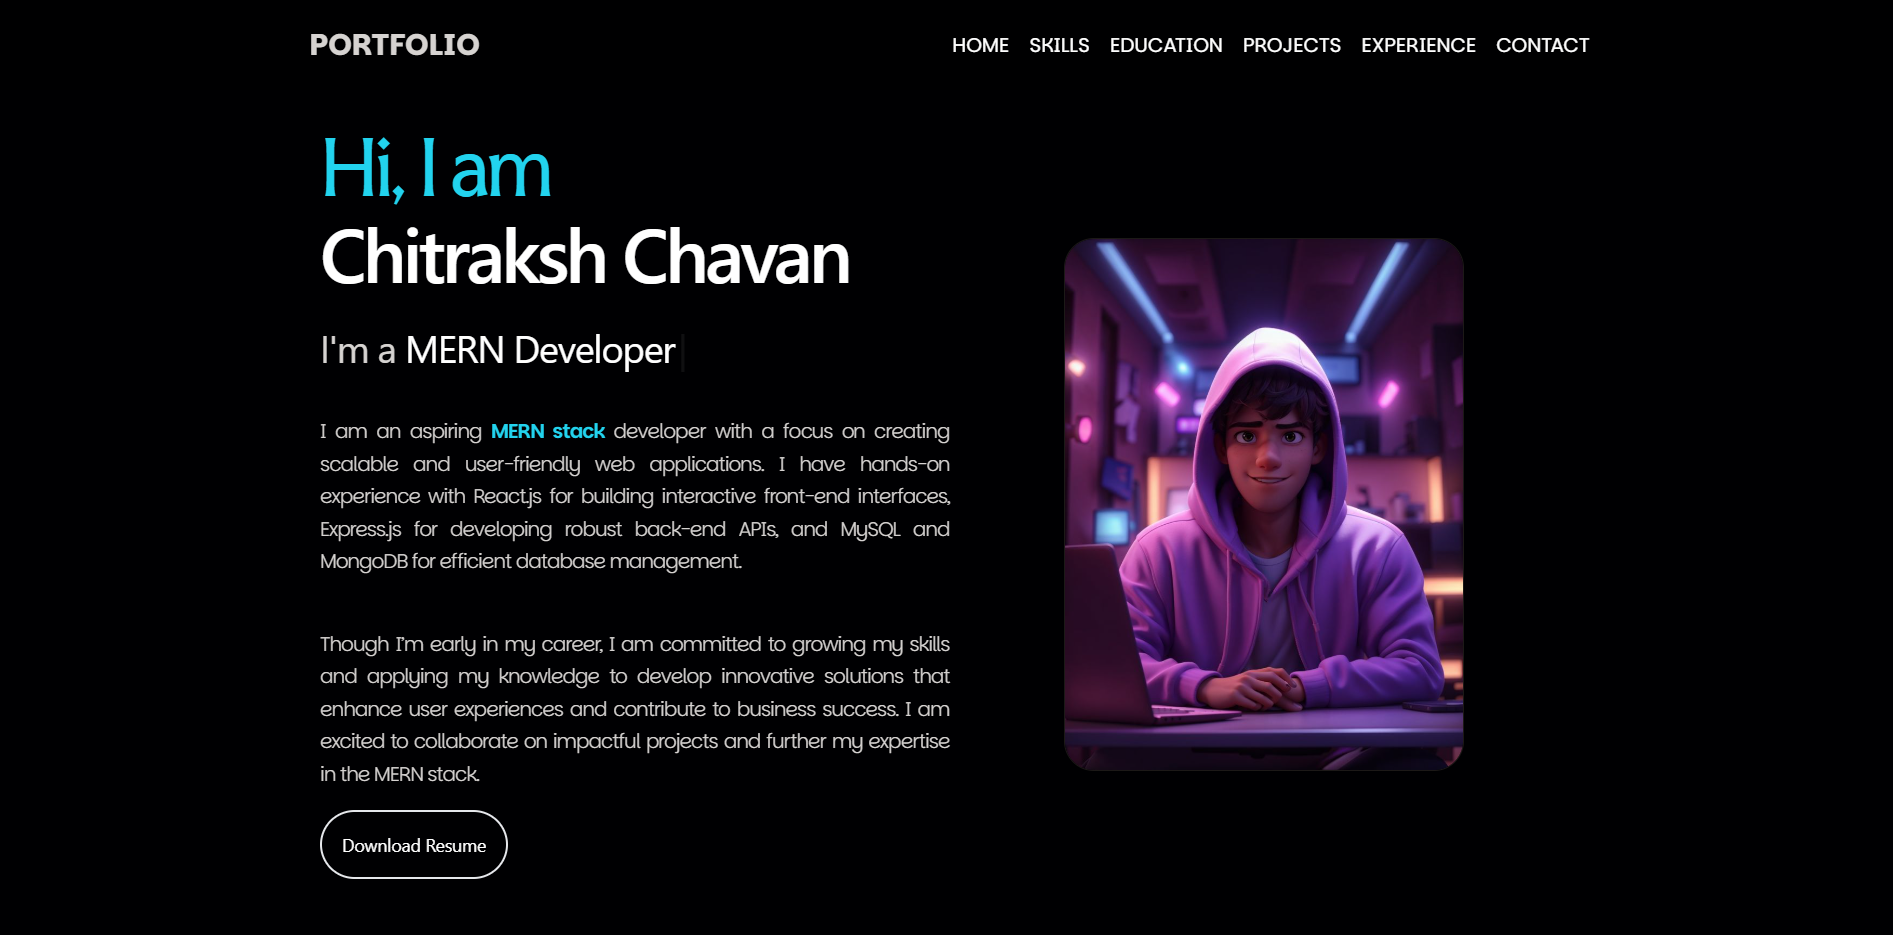 PORTFOLIO
HOME SKILLS EDUCATION PROJECTS EXPERIENCE CONTACT
Hi, I am
Chitraksh Chavan
I'm a MERN Developer
I am an aspiring MERN stack developer with a focus on creating
scalable and user-friendly web applications. I have hands-on
experience with React.js for building interactive front-end interfaces,
Express.js for developing robust back-end APIs, and MySQL and
MongoDB for efficient database management.
Though I'm early in my career, I am committed to growing my skills
and applying my knowledge to develop innovative solutions that
enhance user experiences and contribute to business success. I am
excited to collaborate on impactful projects and further my expertise
in the MERN stack.
Download Resume